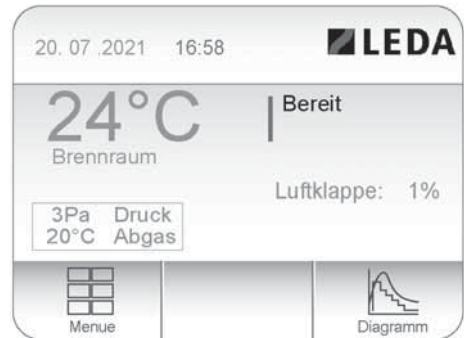 20. 07 .2021 16:58 LEDA
24°C Bereit
Brennraum
Luftklappe: 1%
3Pa Druck
20°C Abgas
Menue Diagramm